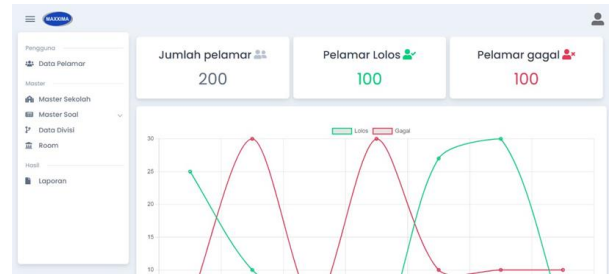 MAXXIMA
Pengguna
Data Pelamar
Master
Master Sekolah
Master Soal
Data Divisi
Room
Hasil
Laporan
Jumlah pelamar
200
Pelamar Lolos
100
Pelamar gagal
100
Lolos Gagal
30
25
20
15
10